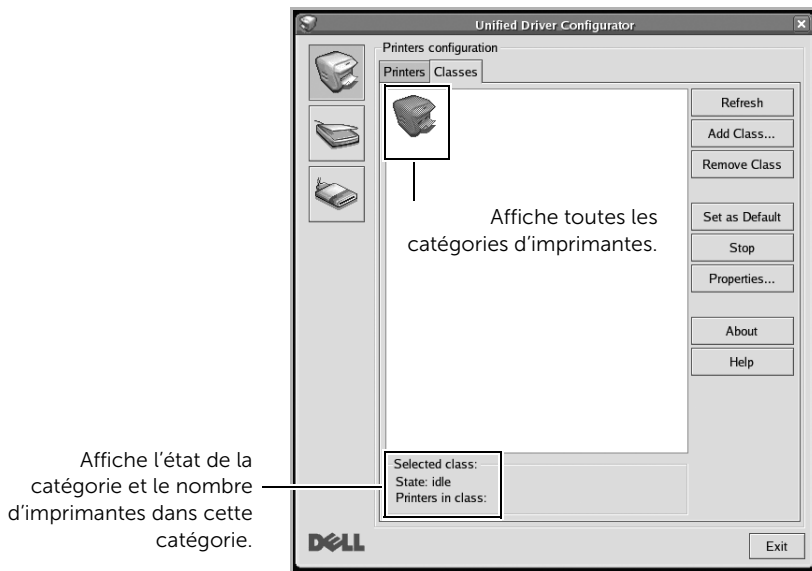 Unified Driver Configurator
Printers configuration
Printers Classes
Refresh
Add Class...
Remove Class
Set as Default
Stop
Properties...
About
Help
Affiche toutes les
catégories d’imprimantes.
Affiche l’état de la
catégorie et le nombre
d’imprimantes dans cette
catégorie.
Selected class:
State: idle
Printers in class:
DELL
Exit